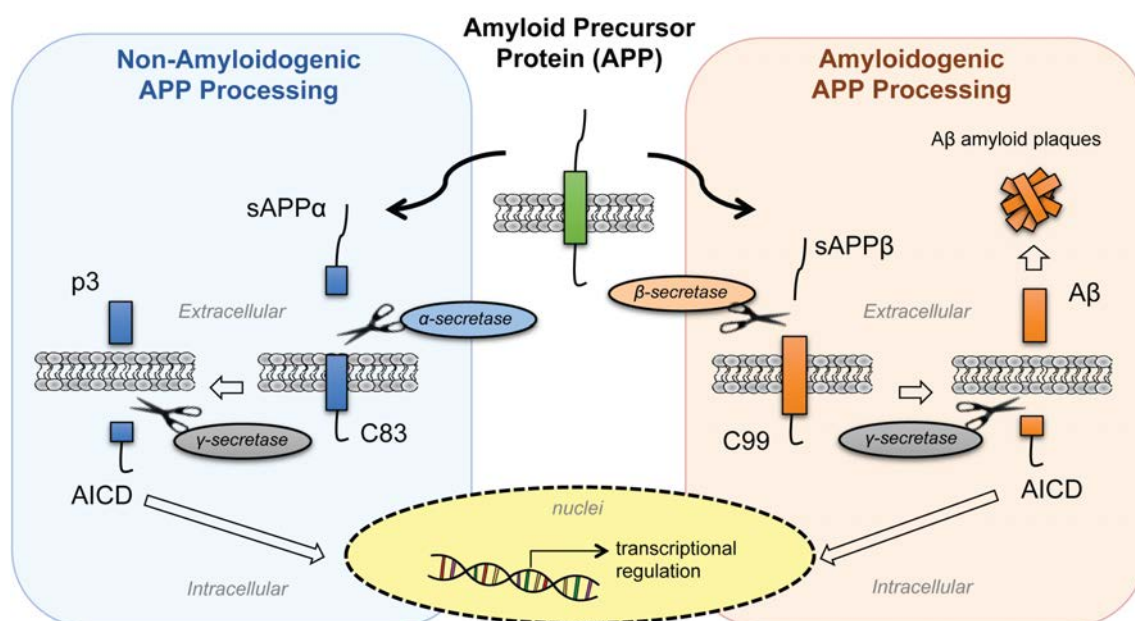 Amyloid Precursor
Protein (APP)
Non-Amyloidogenic
APP Processing
sAPPα
p3
Extracellular
α-secretase
γ-secretase
C83
AICD
Intracellular
Amyloidogenic
APP Processing
Aβ amyloid plaques
sAPPβ
β-secretase
Extracellular
Aβ
C99
γ-secretase
AICD
Intracellular
nuclei
transcriptional
regulation